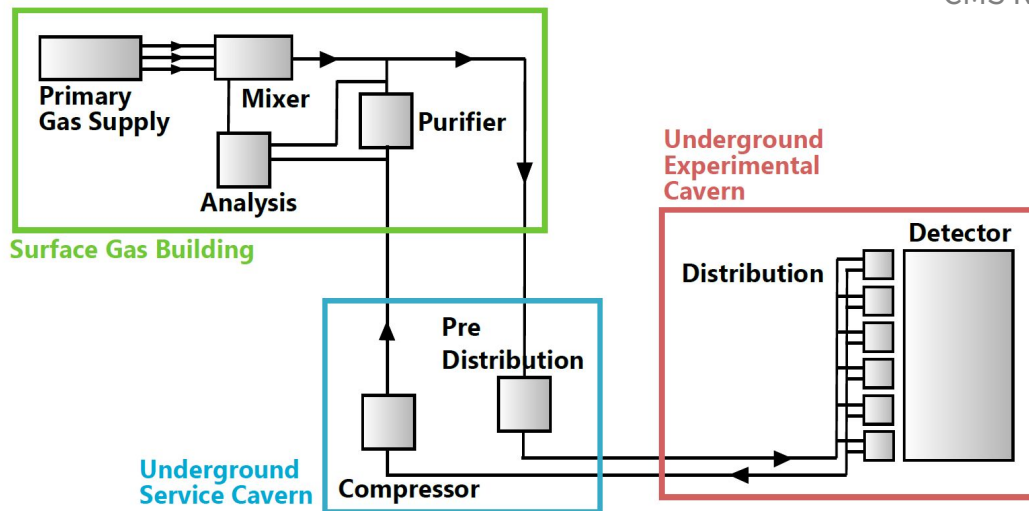 Primary
Gas Supply
Mixer
Purifier
Analysis
Surface Gas Building
Underground
Experimental
Cavern
Detector
Distribution
Pre
Distribution
Underground
Service Cavern
Compressor